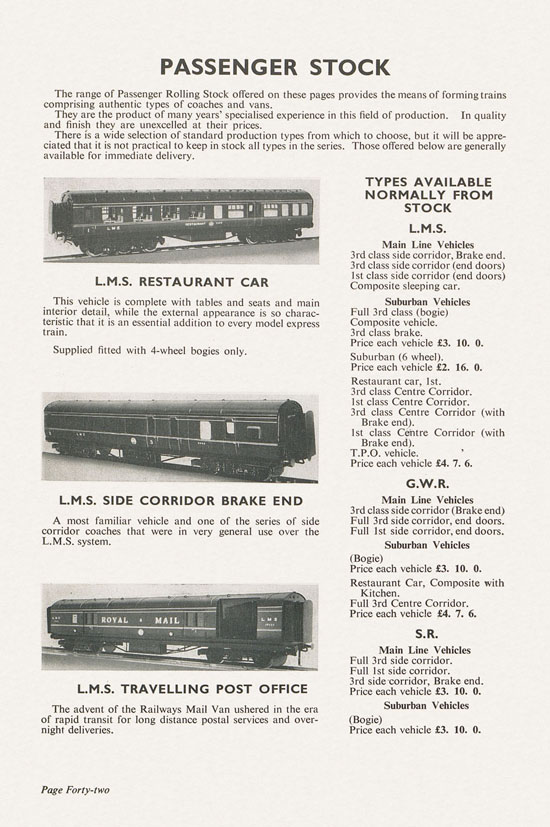 PASSENGER STOCK
The range of Passenger Rolling Stock offered on these pages provides the means of forming trains
comprising authentic types of coaches and vans.
They are the product of many years' specialised experience in this field of production. In quality
and finish they are unexcelled at their prices.
There is a wide selection of standard production types from which to choose, but it will be appre-
ciated that it is not practical to keep in stock all types in the series. Those offered below are generally
available for immediate delivery.
L M S
RESTAURANT CAR
L.M.S. RESTAURANT CAR
This vehicle is complete with tables and seats and main
interior detail, while the external appearance is so charac-
teristic that it is an essential addition to every model express
train.
Supplied fitted with 4-wheel bogies only.
L.M.S. SIDE CORRIDOR BRAKE END
A most familiar vehicle and one of the series of side
corridor coaches that were in very general use over the
L.M.S. system.
ROYAL MAIL
L M S
L.M.S. TRAVELLING POST OFFICE
The advent of the Railways Mail Van ushered in the era
of rapid transit for long distance postal services and over-
night deliveries.
TYPES AVAILABLE
NORMALLY FROM
STOCK
L.M.S.
Main Line Vehicles
3rd class side corridor, Brake end.
3rd class side corridor (end doors)
1st class side corridor (end doors)
Composite sleeping car.
Suburban Vehicles
Full 3rd class (bogie)
Composite vehicle.
3rd class brake.
Price each vehicle £3. 10. 0.
Suburban (6 wheel).
Price each vehicle £2. 16. 0.
Restaurant car, 1st.
3rd class Centre Corridor.
1st class Centre Corridor.
3rd class Centre Corridor (with
Brake end).
1st class Centre Corridor (with
Brake end).
T.P.O. vehicle.
Price each vehicle £4. 7. 6.
G.W.R.
Main Line Vehicles
3rd class side corridor (Brake end)
Full 3rd side corridor, end doors.
Full 1st side corridor, end doors.
Suburban Vehicles
(Bogie)
Price each vehicle £3. 10. 0.
Restaurant Car, Composite with
Kitchen.
Full 3rd Centre Corridor.
Price each vehicle £4. 7. 6.
S.R.
Main Line Vehicles
Full 3rd side corridor.
Full 1st side corridor.
3rd side corridor, Brake end.
Price each vehicle £3. 10. 0.
Suburban Vehicles
(Bogie)
Price each vehicle £3. 10. 0.
Page Forty-two